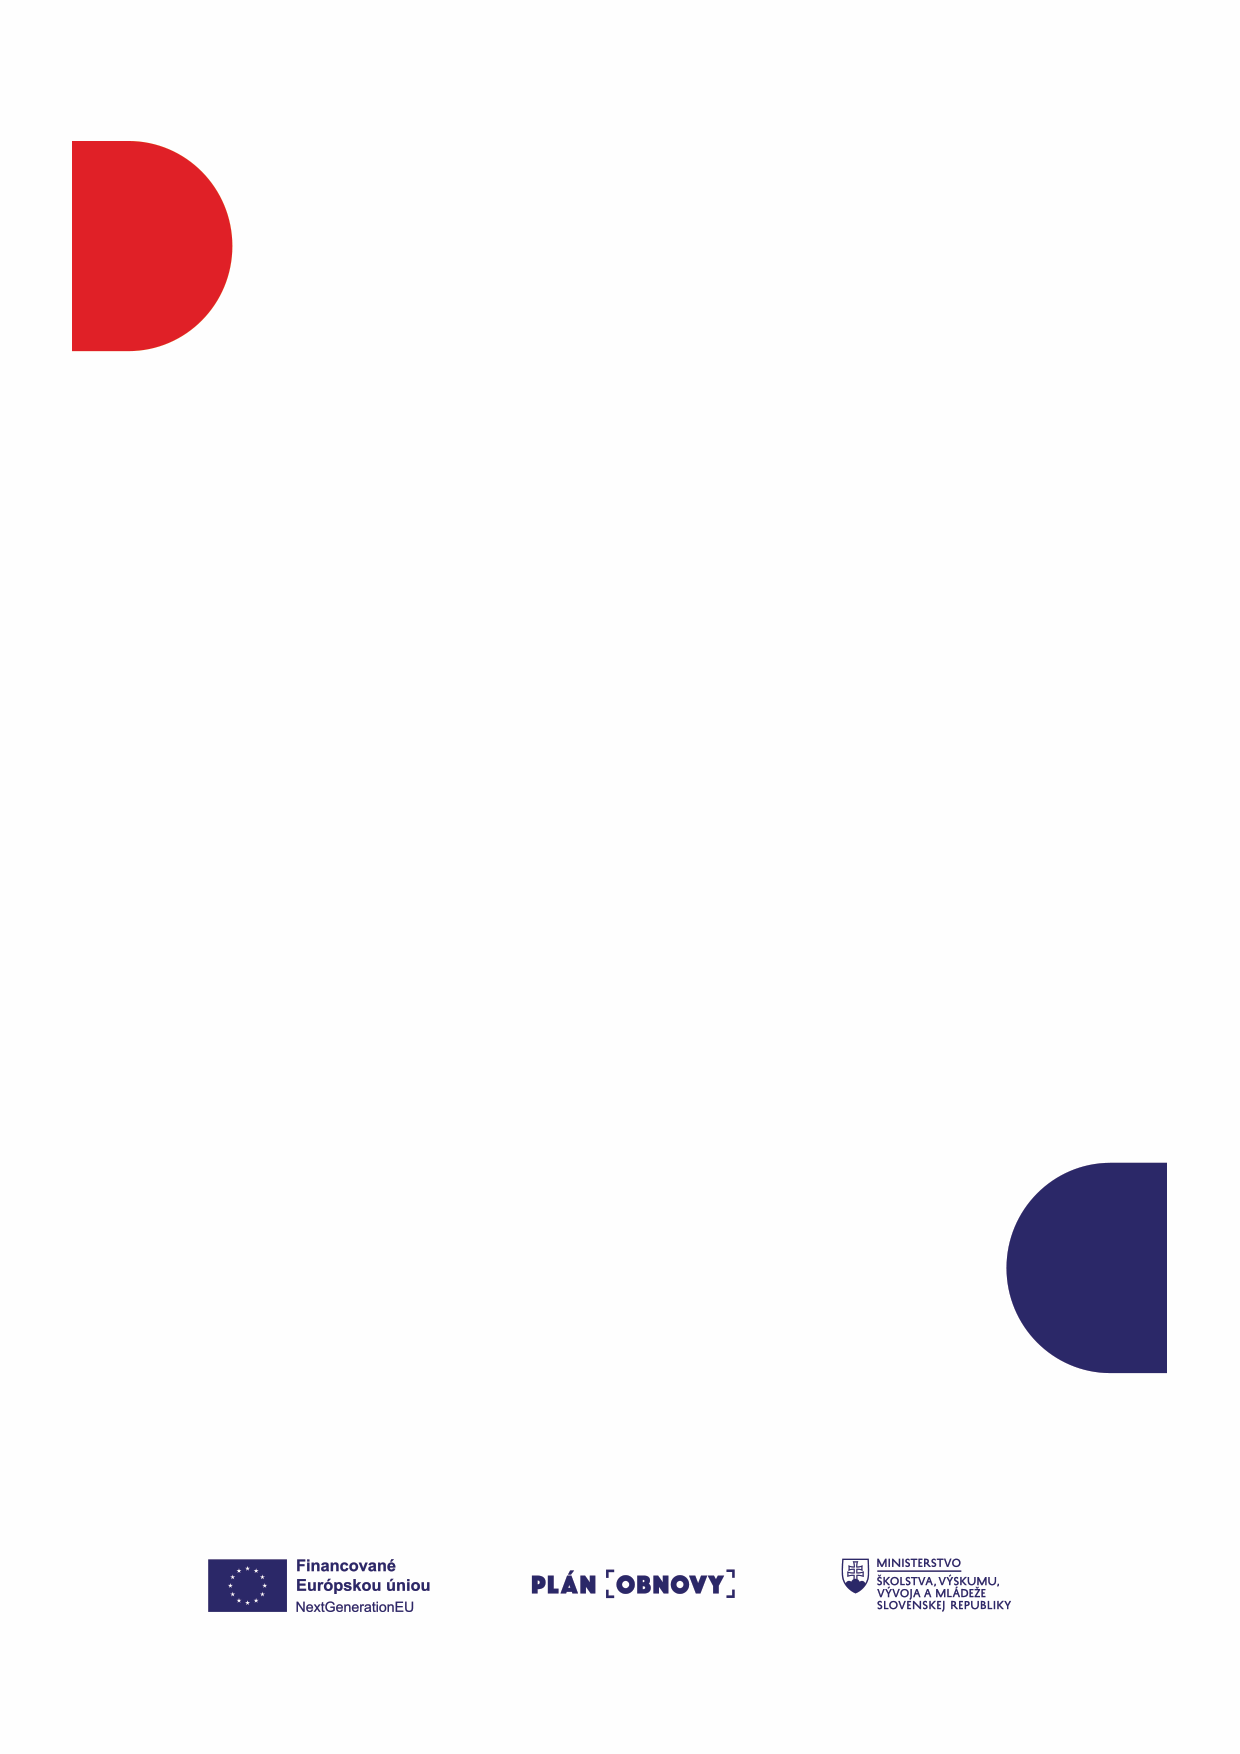 Financované
Európskou úniou
NextGenerationEU
PLÁN [OBNOVY]
MINISTERSTVO
ŠKOLSTVA, VÝSKUMU,
VÝVOJA A MLÁDEŽE
SLOVENSKEJ REPUBLIKY